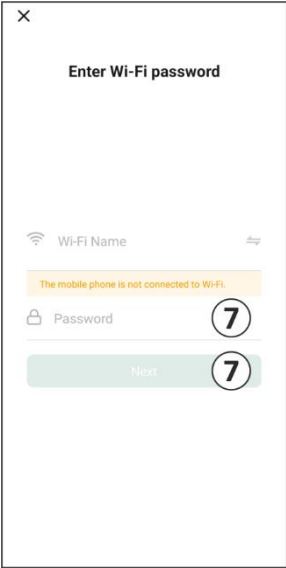 Enter Wi-Fi password
Wi-Fi Name
The mobile phone is not connected to Wi-Fi.
Password 7
Next 7